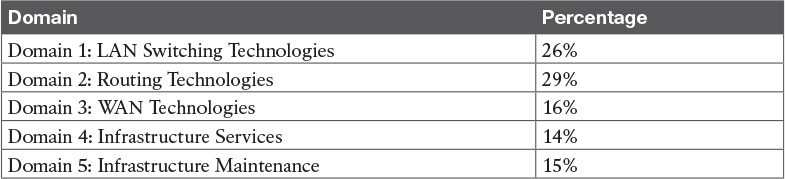 Domain Percentage
Domain 1: LAN Switching Technologies 26%
Domain 2: Routing Technologies 29%
Domain 3: WAN Technologies 16%
Domain 4: Infrastructure Services 14%
Domain 5: Infrastructure Maintenance 15%